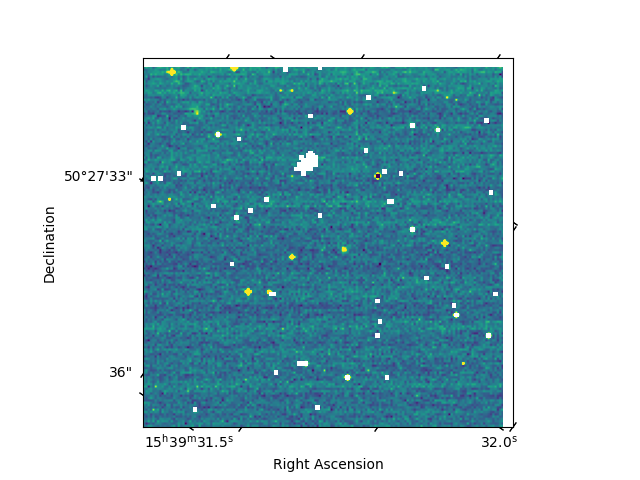 50°27'33"
Declination
36"
15ʰ39ᵐ31.5ˢ
32.0ˢ
Right Ascension